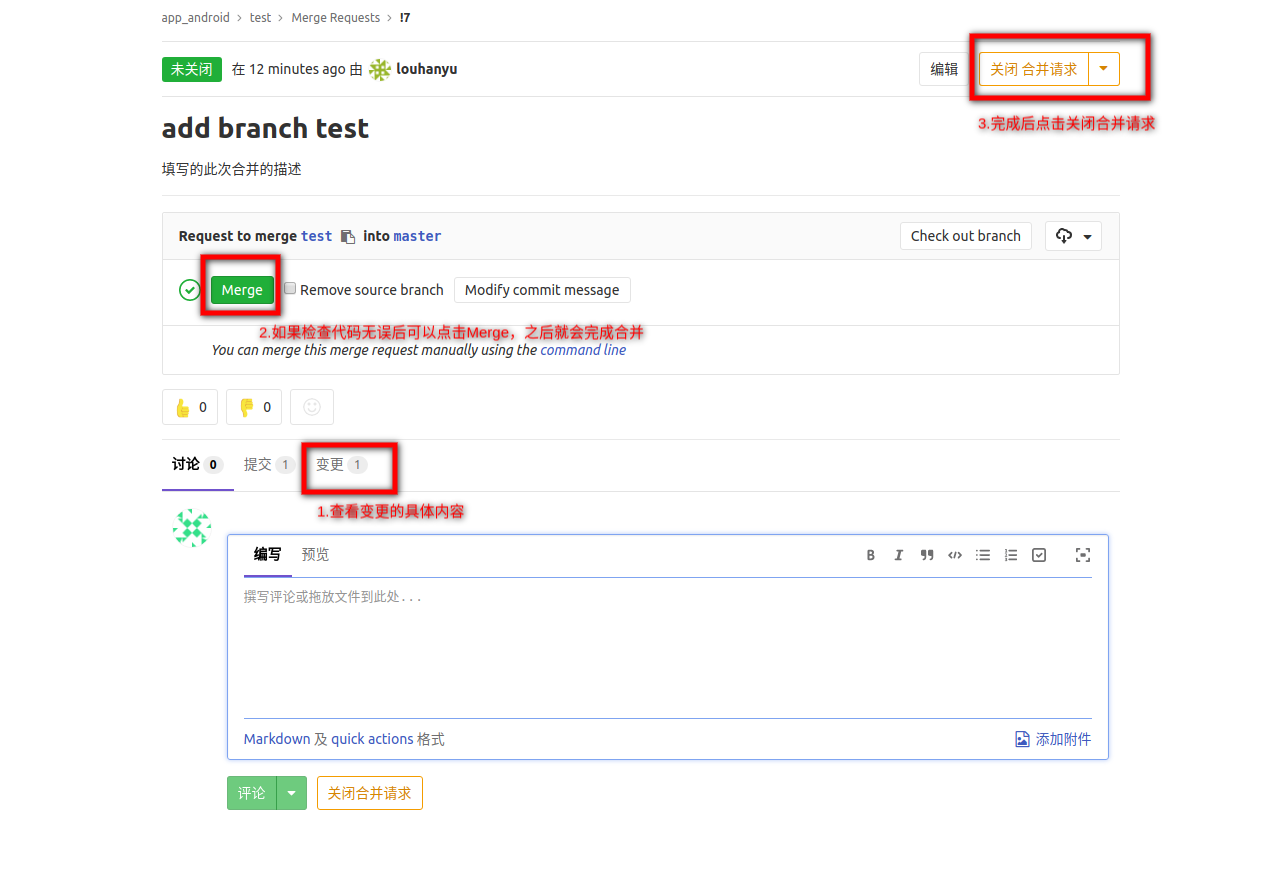 app_android > test > Merge Requests > !7
未关闭 在 12 minutes ago 由 louhanyu 编辑 关闭 合并请求
3.完成后点击关闭合并请求
add branch test
填写的此次合并的描述
Request to merge test into master Check out branch
Merge Remove source branch Modify commit message
2.如果检查代码无误后可以点击Merge，之后就会完成合并
You can merge this merge request manually using the command line
0 0
讨论 0 提交 1 变更 1
1.查看变更的具体内容
编写 预览
撰写评论或拖放文件到此处...
Markdown 及 quick actions 格式 添加附件
评论 关闭合并请求